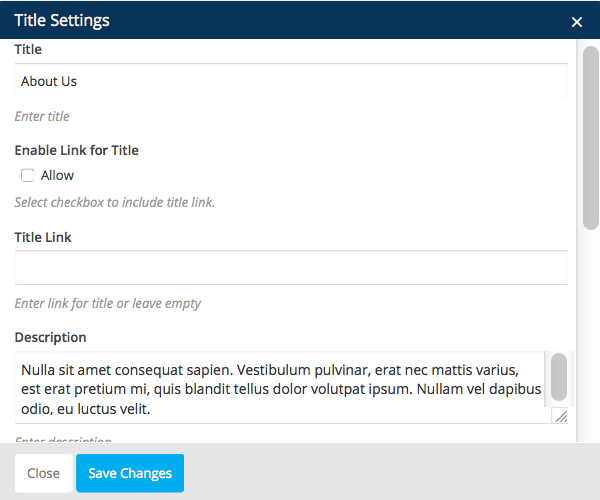 Title Settings
Title
About Us
Enter title
Enable Link for Title
Allow
Select checkbox to include title link.
Title Link
Enter link for title or leave empty
Description
Nulla sit amet consequat sapien. Vestibulum pulvinar, erat nec mattis varius,
est erat pretium mi, quis blandit tellus dolor volutpat ipsum. Nullam vel dapibus
odio, eu luctus velit.
Enter description
Close
Save Changes